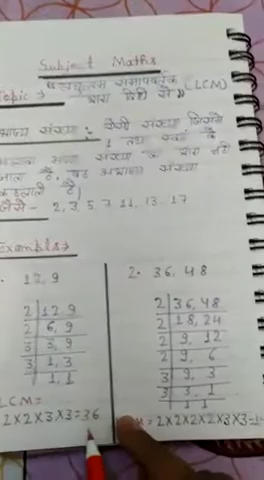 Subject Maths
Topic → "लघुत्तम समापवर्तक (LCM)
द्वारा विधि से"
भाज्य संख्या : ऐसी संख्या जिसमें
1 तथा स्वयं के
संख्या के द्वारा नहीं
जाता है, वह अभाज्य संख्या
कहलाती है।
जैसे - 2, 3, 5, 7, 11, 13, 17
Examples →
12, 9
2 | 12 9
2 | 6, 9
3 | 3, 9
3 | 1, 3
1, 1
LCM =
2×2×3×3=36
2. 36, 48
2 | 36, 48
2 | 18, 24
2 | 9, 12
2 | 9, 6
3 | 9, 3
3 | 3, 1
1 1
= 2×2×2×2×3×3=1